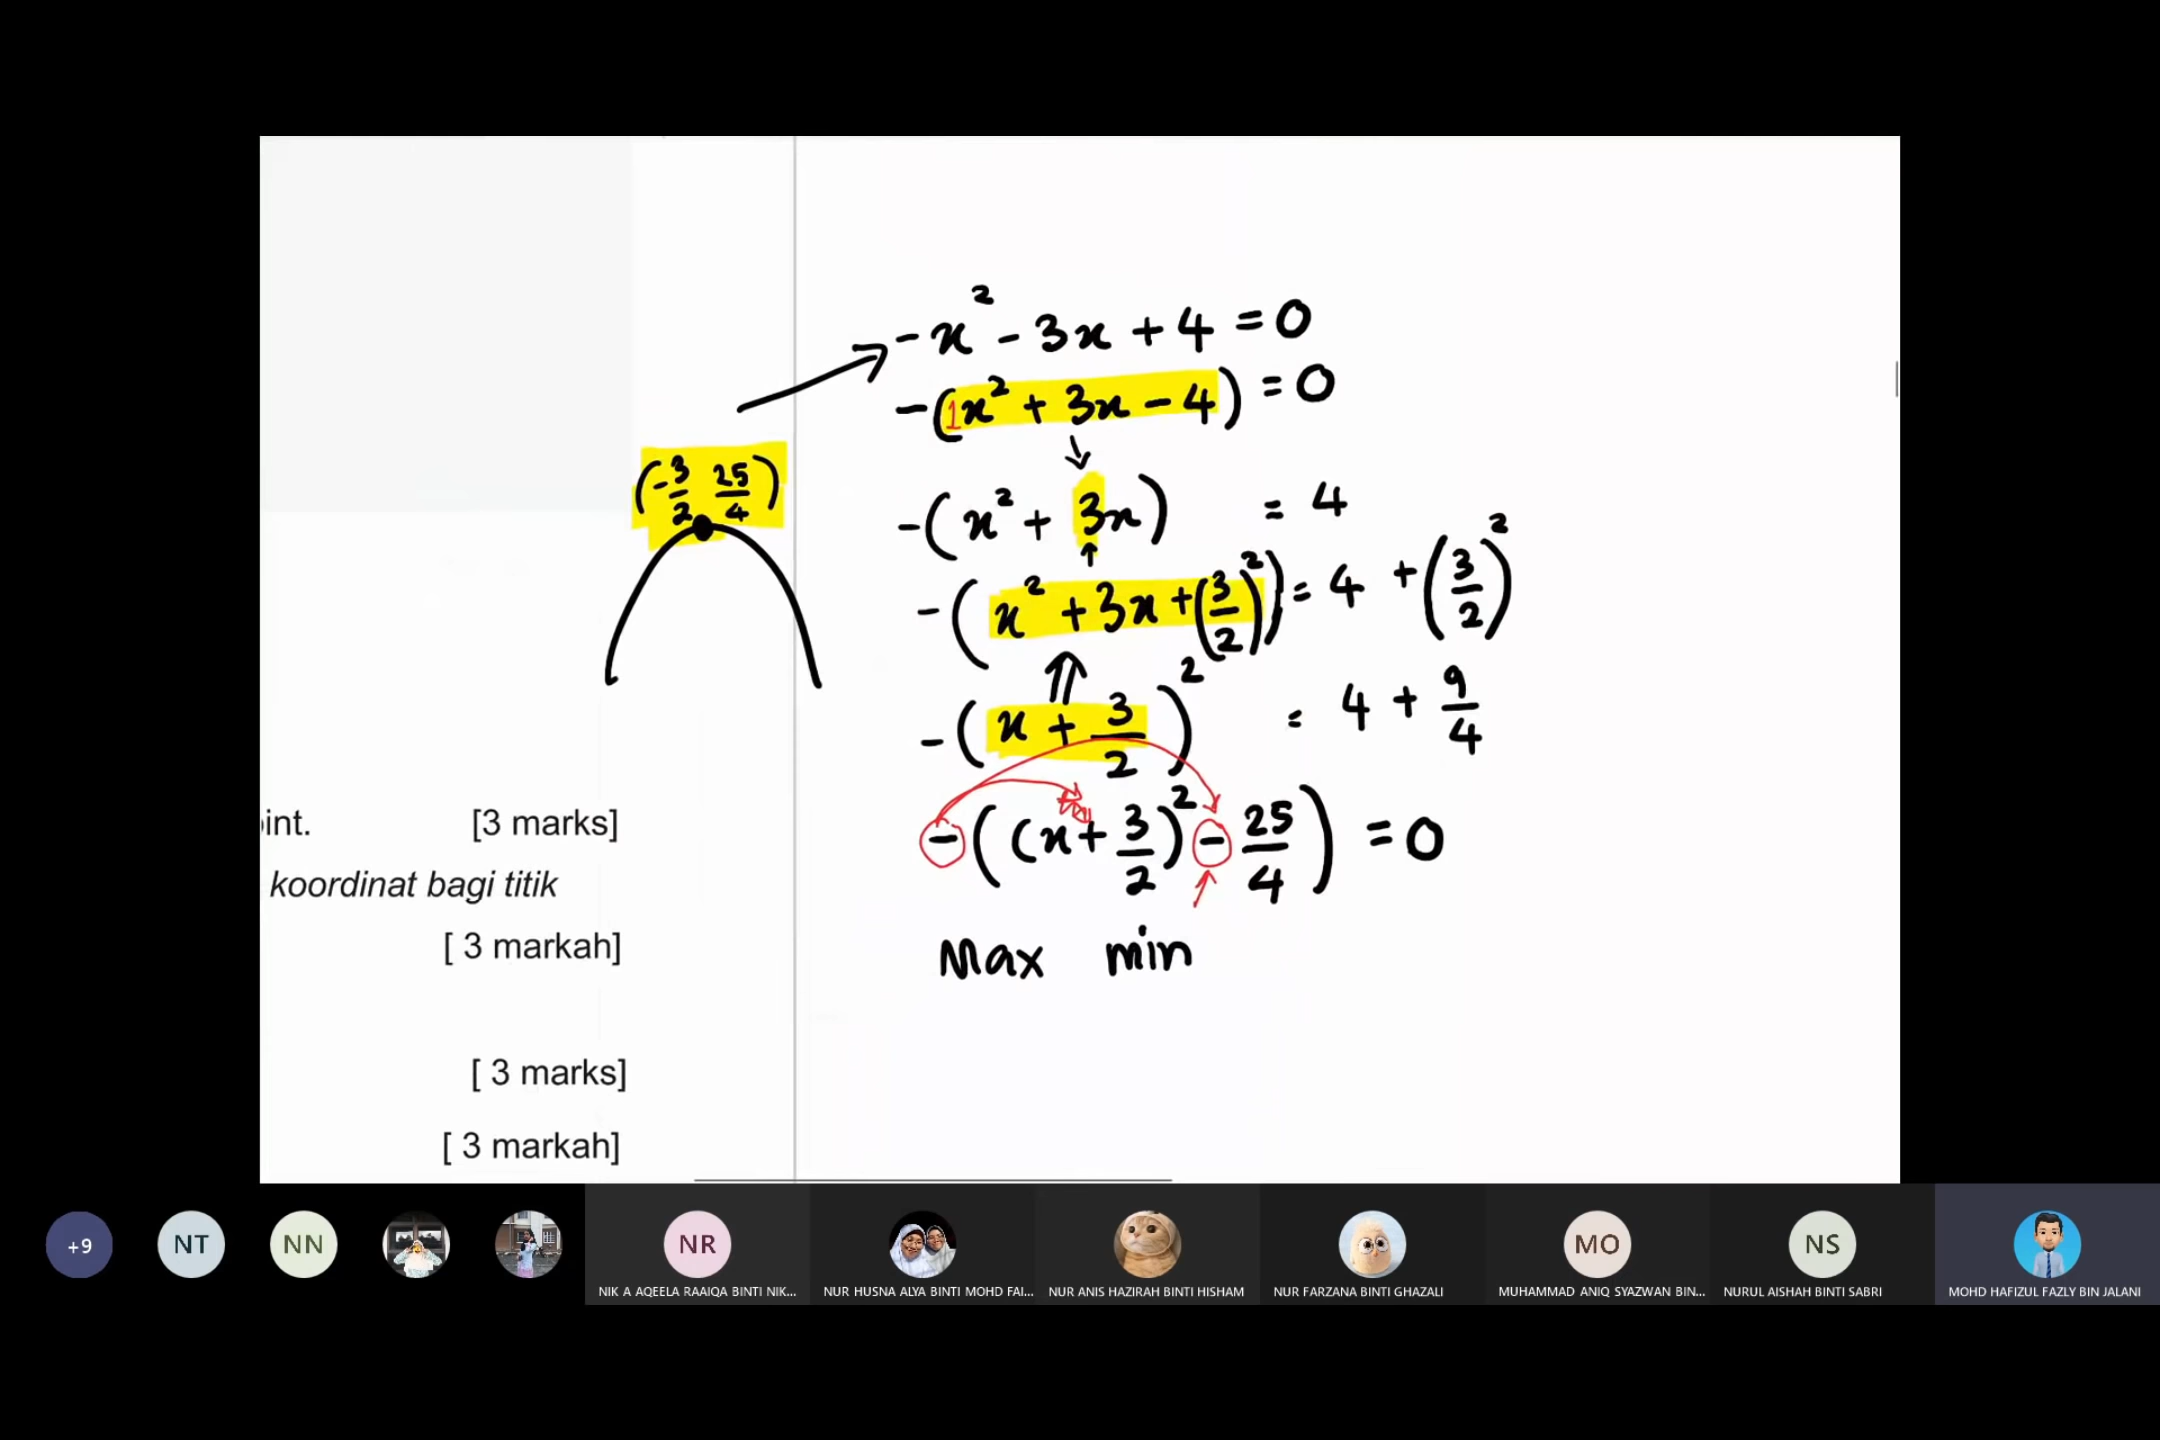 -x² - 3x + 4 = 0
-(1x² + 3x - 4) = 0
(-3/2 25/4)
-(x² + 3x) = 4
-(x² + 3x + (3/2)²) = 4 + (3/2)²
-(x + 3/2)² = 4 + 9/4
-((x + 3/2)² - 25/4) = 0
Max min
int. [3 marks]
koordinat bagi titik
[ 3 markah]
[ 3 marks]
[ 3 markah]
+9
NT
NN
NR
MO
NS
NIK A AQEELA RAAIQA BINTI NIK...
NUR HUSNA ALYA BINTI MOHD FAI...
NUR ANIS HAZIRAH BINTI HISHAM
NUR FARZANA BINTI GHAZALI
MUHAMMAD ANIQ SYAZWAN BIN...
NURUL AISHAH BINTI SABRI
MOHD HAFIZUL FAZLY BIN JALANI